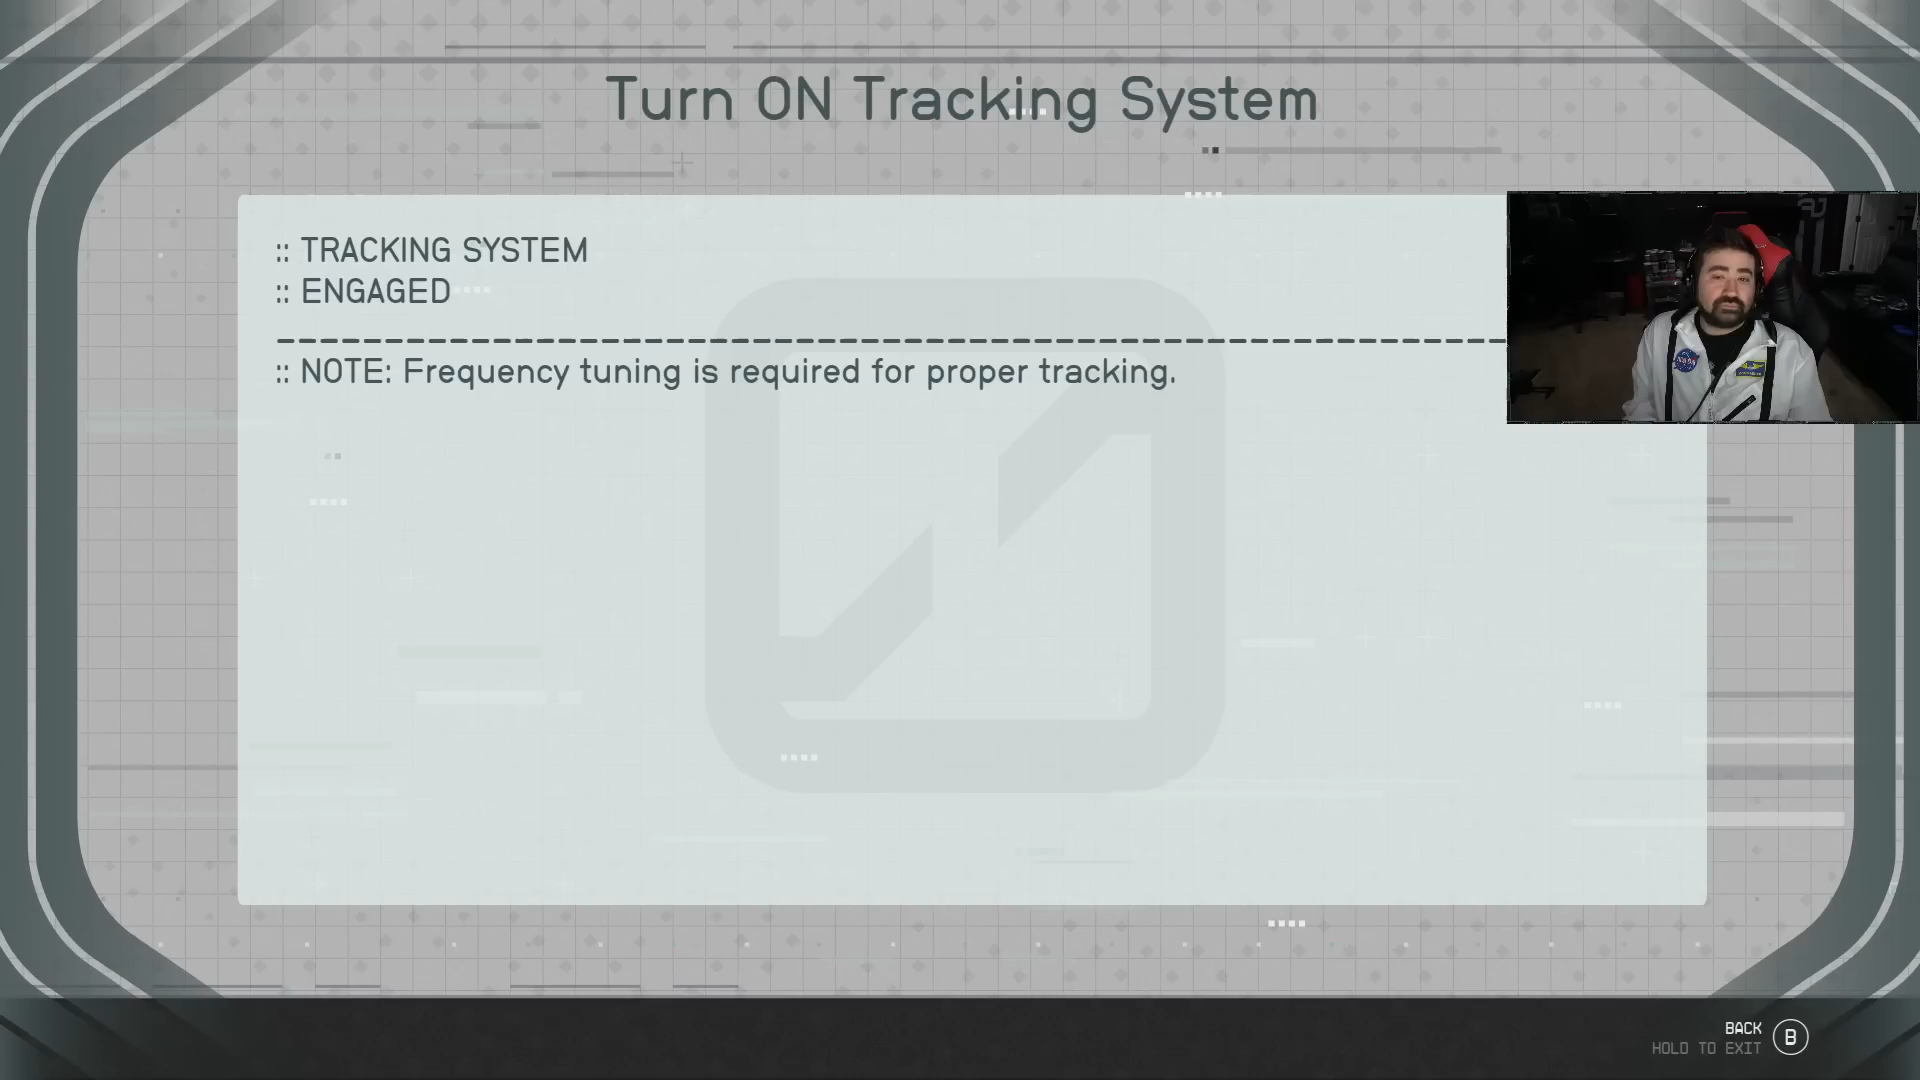 Turn ON Tracking System
:: TRACKING SYSTEM
:: ENGAGED
:: NOTE: Frequency tuning is required for proper tracking.
BACK
HOLD TO EXIT
B